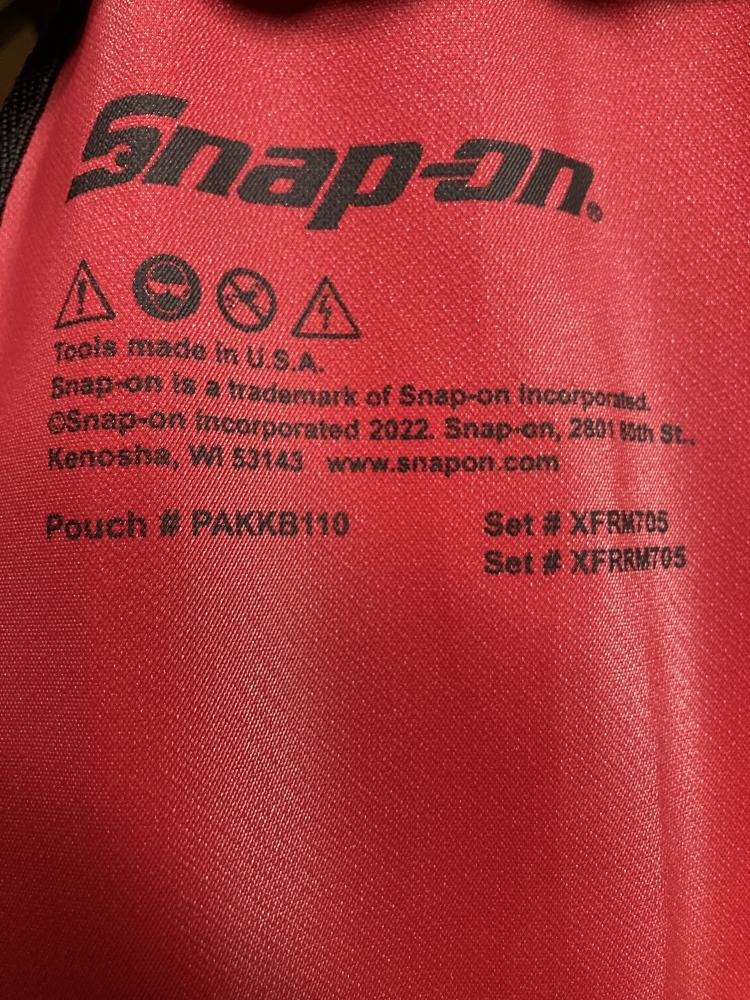 Snap-on®
Tools made in U.S.A.
Snap-on is a trademark of Snap-on Incorporated.
©Snap-on Incorporated 2022. Snap-on, 2801 80th St.,
Kenosha, WI 53143 www.snapon.com
Pouch # PAKKB110 Set # XFRM705
Set # XFRRM705